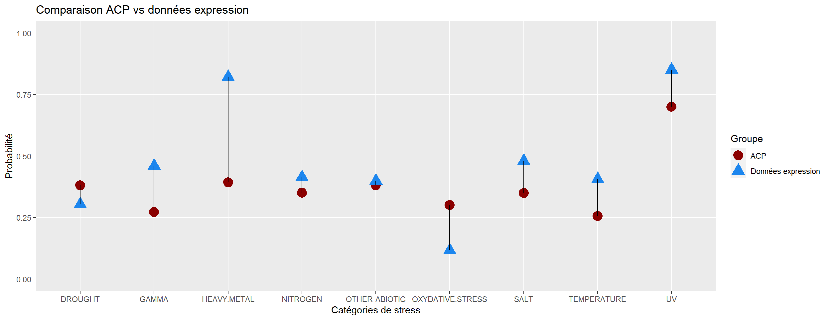 Comparaison ACP vs données expression
Probabilité
1.00
0.75
0.50
0.25
0.00
DROUGHT GAMMA HEAVY.METAL NITROGEN OTHER.ABIOTIC OXYDATIVE.STRESS SALT TEMPERATURE UV
Catégories de stress
Groupe
ACP
Données expression